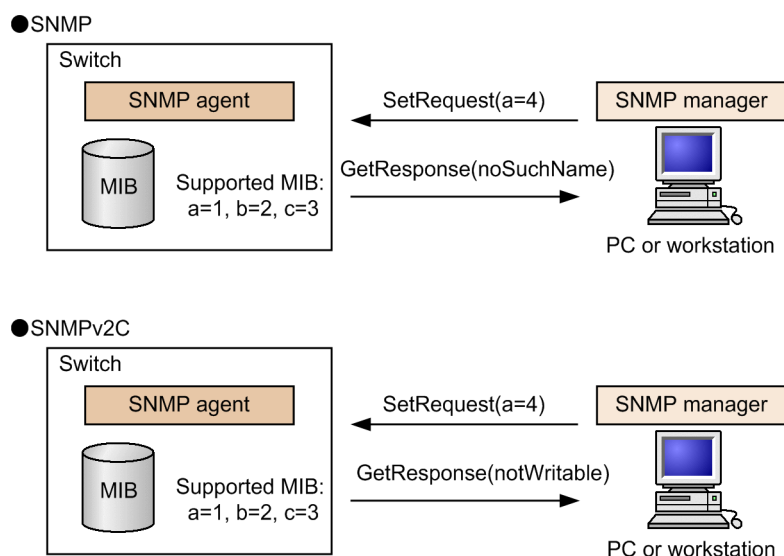 ●SNMP
Switch
SNMP agent
SetRequest(a=4)
SNMP manager
MIB
Supported MIB:
a=1, b=2, c=3
GetResponse(noSuchName)
PC or workstation
●SNMPv2C
Switch
SNMP agent
SetRequest(a=4)
SNMP manager
MIB
Supported MIB:
a=1, b=2, c=3
GetResponse(notWritable)
PC or workstation